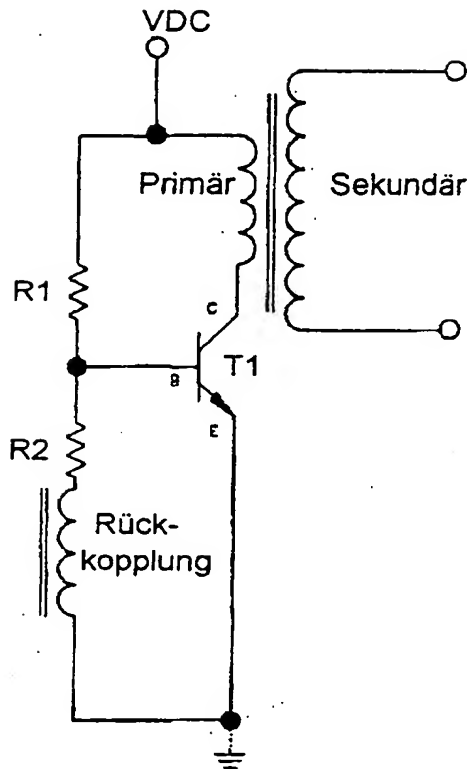 VDC
Primär
Sekundär
R1
C
B
T1
E
R2
Rück-
kopplung